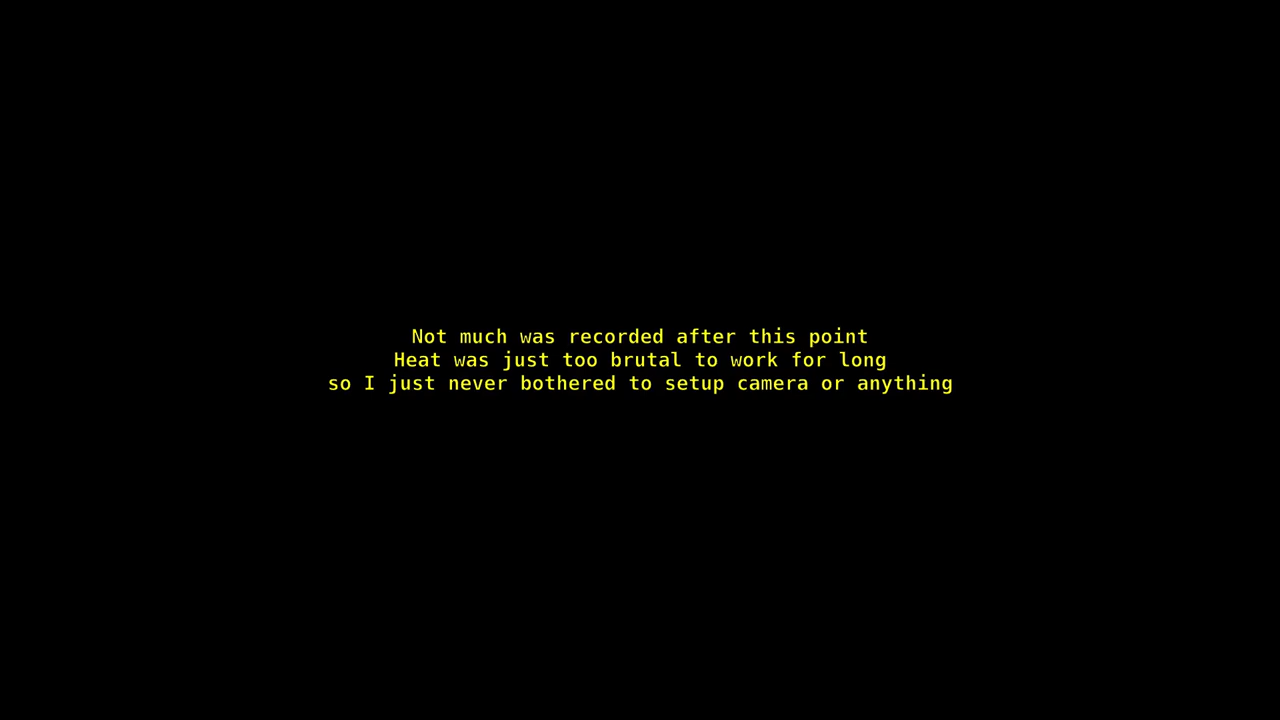 Not much was recorded after this point
Heat was just too brutal to work for long
so I just never bothered to setup camera or anything